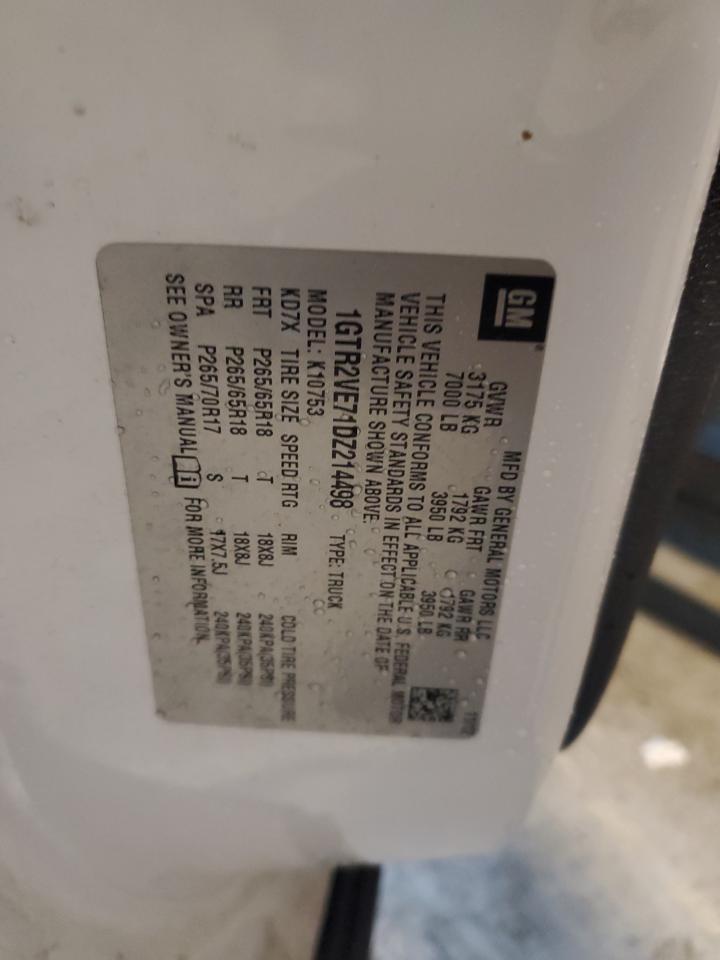 GM
MFD BY GENERAL MOTORS LLC 11/12
GVWR GAWR FRT GAWR RR
3175 KG 1792 KG 1792 KG
7000 LB 3950 LB 3950 LB
THIS VEHICLE CONFORMS TO ALL APPLICABLE U.S. FEDERAL MOTOR
VEHICLE SAFETY STANDARDS IN EFFECT ON THE DATE OF
MANUFACTURE SHOWN ABOVE.
1GTR2VE71DZ214498 TYPE: TRUCK
MODEL: K10753
KD7X TIRE SIZE SPEED RTG RIM COLD TIRE PRESSURE
FRT P265/65R18 T 18X8J 240KPA(35PSI)
RR P265/65R18 T 18X8J 240KPA(35PSI)
SPA P265/70R17 S 17X7.5J 240KPA(35PSI)
SEE OWNER'S MANUAL i FOR MORE INFORMATION.